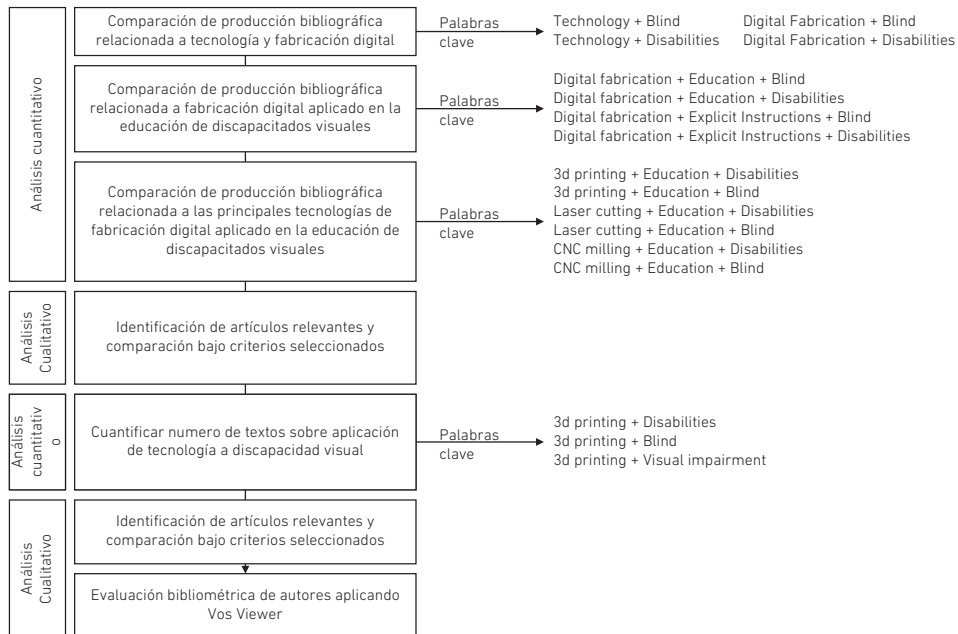 Análisis cuantitativo
Comparación de producción bibliográfica
relacionada a tecnología y fabricación digital
Palabras
clave
Technology + Blind
Technology + Disabilities
Digital Fabrication + Blind
Digital Fabrication + Disabilities
Comparación de producción bibliográfica
relacionada a fabricación digital aplicado en la
educación de discapacitados visuales
Palabras
clave
Digital fabrication + Education + Blind
Digital fabrication + Education + Disabilities
Digital fabrication + Explicit Instructions + Blind
Digital fabrication + Explicit Instructions + Disabilities
Comparación de producción bibliográfica
relacionada a las principales tecnologías de
fabricación digital aplicado en la educación de
discapacitados visuales
Palabras
clave
3d printing + Education + Disabilities
3d printing + Education + Blind
Laser cutting + Education + Disabilities
Laser cutting + Education + Blind
CNC milling + Education + Disabilities
CNC milling + Education + Blind
Análisis
Cualitativo
Identificación de artículos relevantes y
comparación bajo criterios seleccionados
Análisis
cuantitativ
o
Cuantificar numero de textos sobre aplicación
de tecnología a discapacidad visual
Palabras
clave
3d printing + Disabilities
3d printing + Blind
3d printing + Visual impairment
Análisis
Cualitativo
Identificación de artículos relevantes y
comparación bajo criterios seleccionados
Evaluación bibliométrica de autores aplicando
Vos Viewer